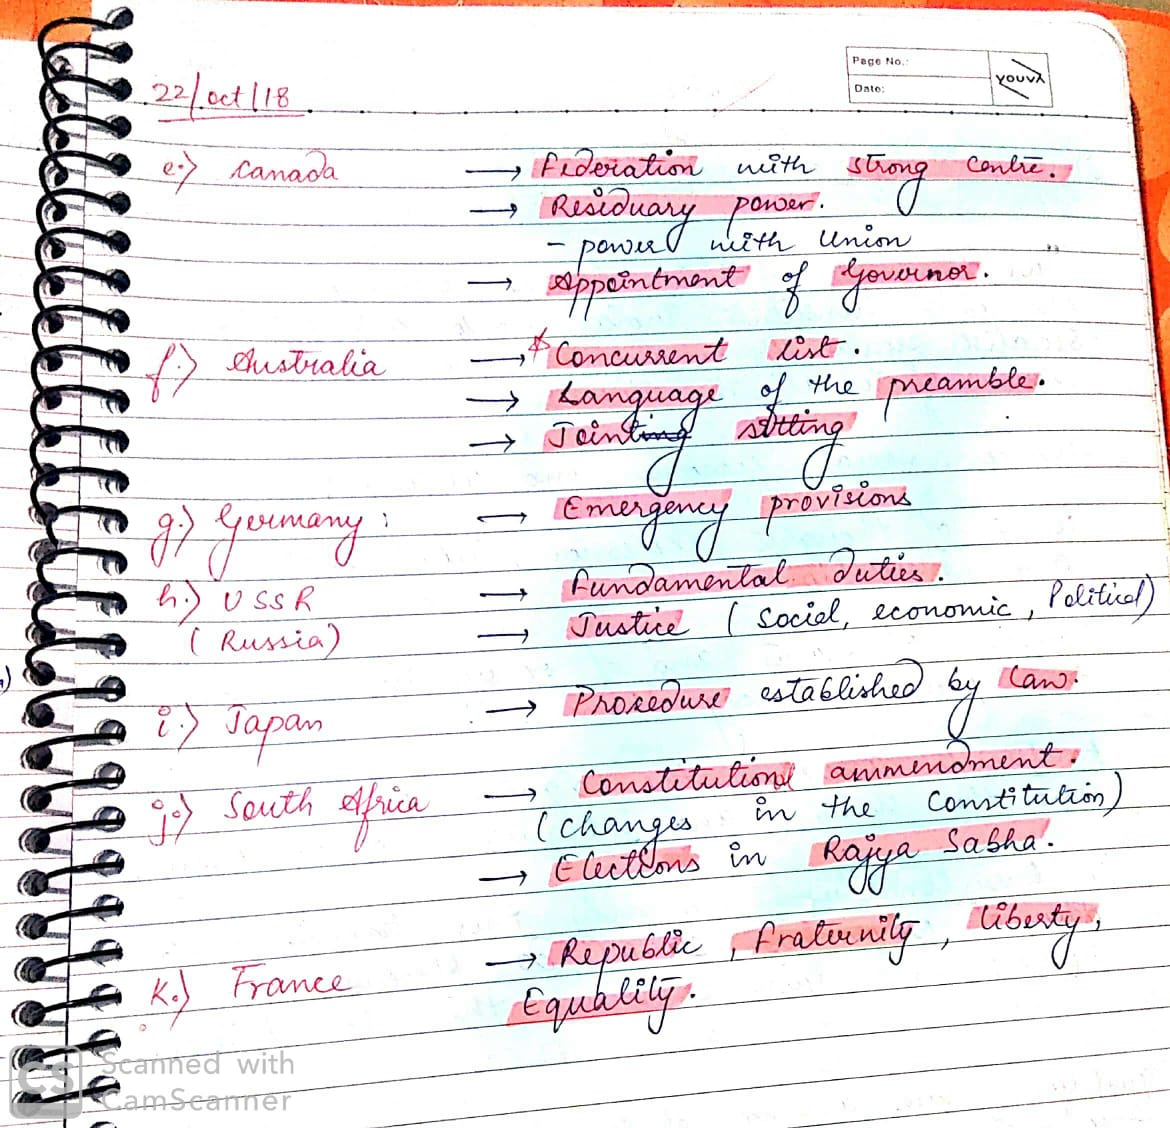 Page No.:
Date:
YOUVA
22/oct/18
e.) Canada → Federation with strong Centre.
→ Residuary power.
- power with Union
→ Appointment of Governor.
f.) Australia → * Concurrent list.
→ Language of the preamble.
→ Jointing sitting
g.) Germany: → Emergency provisions
h.) USSR → Fundamental duties.
(Russia) → Justice (Social, economic, Political)
i.) Japan → Procedure established by law.
j.) South Africa → Constitutional ammendment.
(changes in the Constitution)
→ Elections in Rajya Sabha.
k.) France → Republic, fraternity, liberty,
Equality.
CS Scanned with
CamScanner